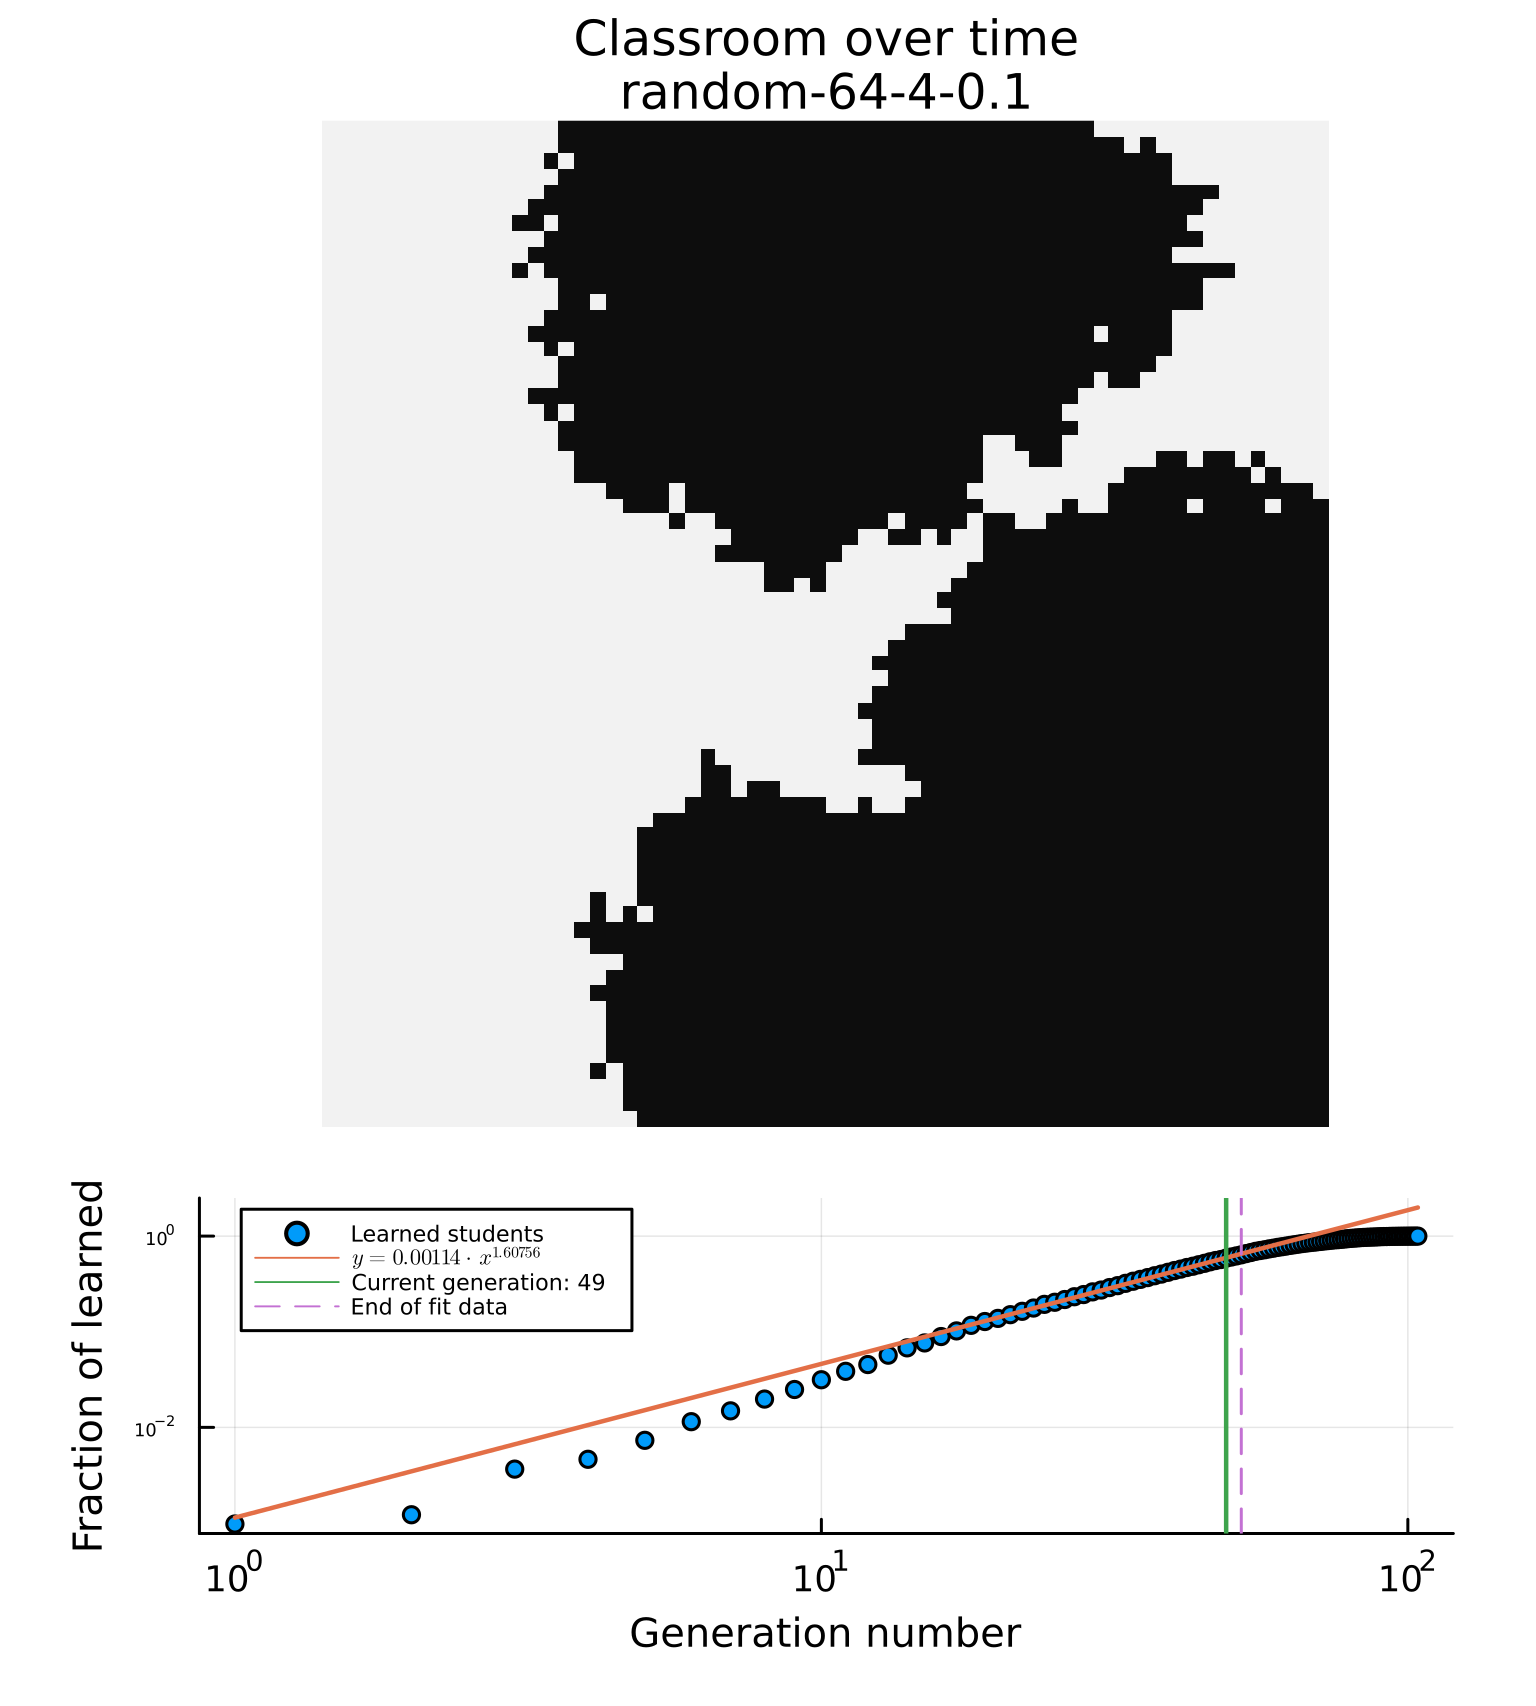 Classroom over time
random-64-4-0.1
Fraction of learned
10^0
10^-2
Learned students
y = 0.00114 · x^1.60756
Current generation: 49
End of fit data
10^0 10^1 10^2
Generation number